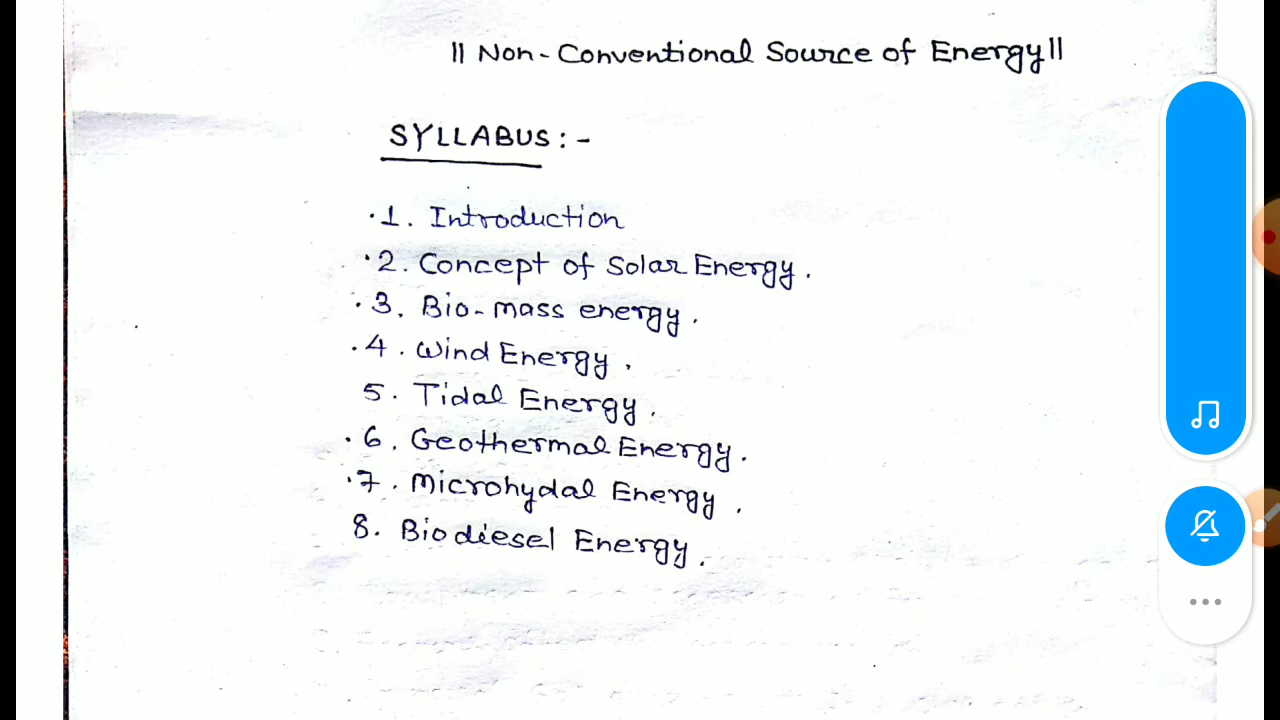 || Non-Conventional Source of Energy ||
SYLLABUS:-
1. Introduction
2. Concept of Solar Energy.
3. Bio-mass energy.
4. Wind Energy.
5. Tidal Energy.
6. Geothermal Energy.
7. Microhydal Energy.
8. Biodiesel Energy.